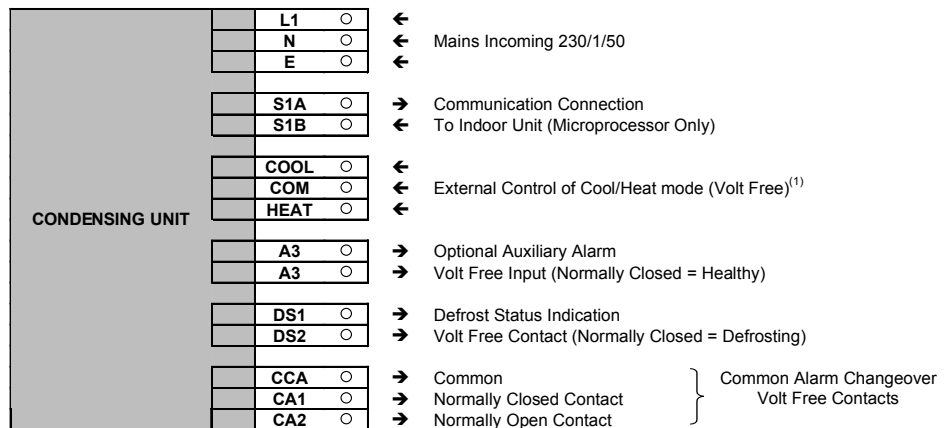 L1 ←
N ← Mains Incoming 230/1/50
E ←
S1A → Communication Connection
S1B ← To Indoor Unit (Microprocessor Only)
COOL ←
COM ← External Control of Cool/Heat mode (Volt Free)(1)
HEAT ←
CONDENSING UNIT
A3 → Optional Auxiliary Alarm
A3 → Volt Free Input (Normally Closed = Healthy)
DS1 → Defrost Status Indication
DS2 → Volt Free Contact (Normally Closed = Defrosting)
CCA → Common Common Alarm Changeover
CA1 → Normally Closed Contact Volt Free Contacts
CA2 → Normally Open Contact